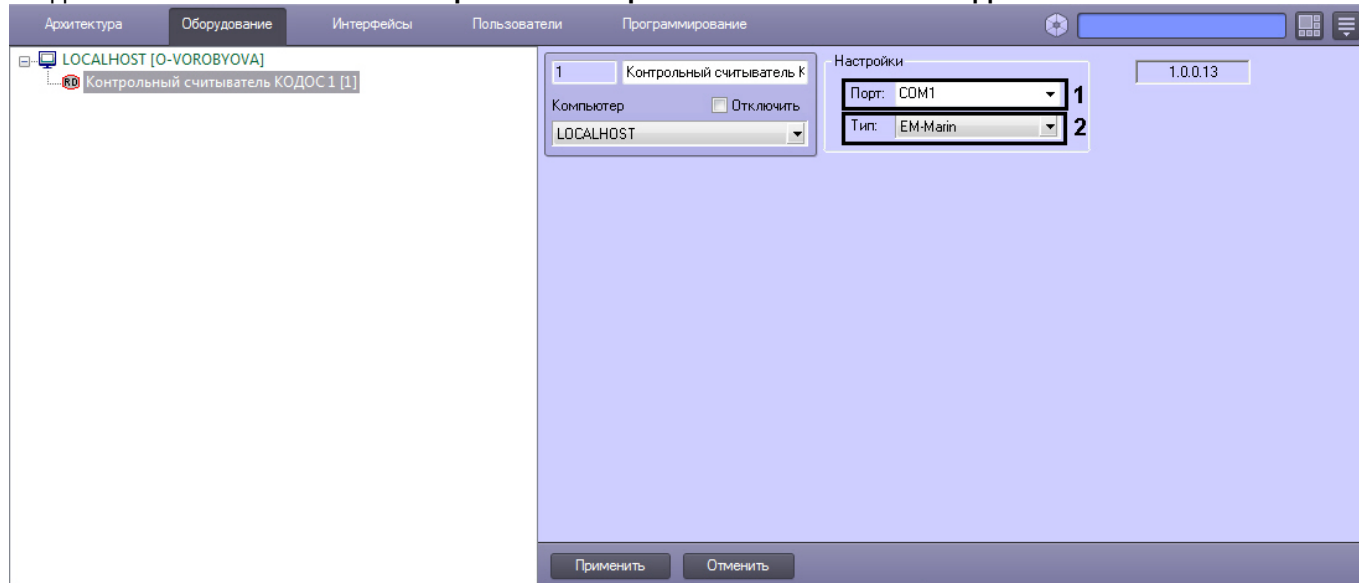 Архитектура Оборудование Интерфейсы Пользователи Программирование
LOCALHOST [O-VOROBYOVA]
RD Контрольный считыватель КОДОС 1 [1]
1 Контрольный считыватель К
Компьютер Отключить
LOCALHOST
Настройки
Порт: COM1 1
Тип: EM-Marin 2
1.0.0.13
Применить Отменить